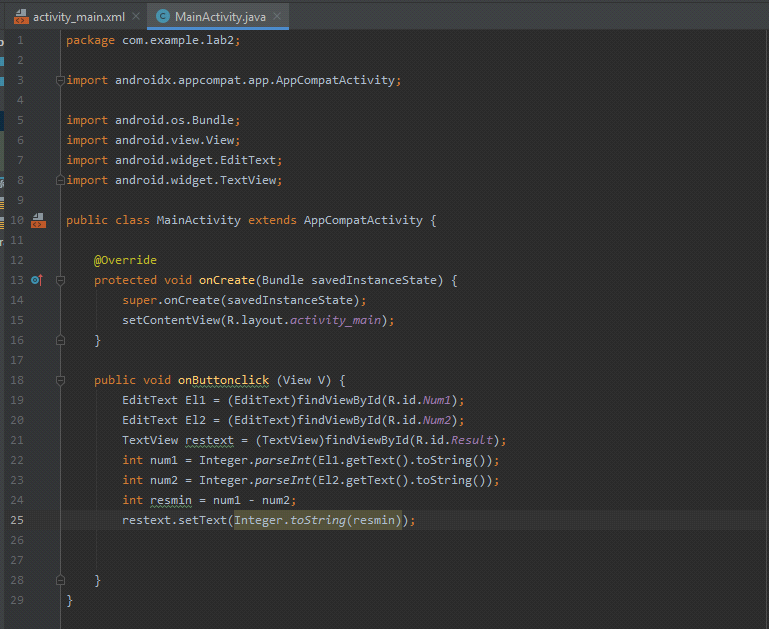 activity_main.xml MainActivity.java
1 package com.example.lab2;
2
3 import androidx.appcompat.app.AppCompatActivity;
4
5 import android.os.Bundle;
6 import android.view.View;
7 import android.widget.EditText;
8 import android.widget.TextView;
9
10 public class MainActivity extends AppCompatActivity {
11
12 @Override
13 protected void onCreate(Bundle savedInstanceState) {
14 super.onCreate(savedInstanceState);
15 setContentView(R.layout.activity_main);
16 }
17
18 public void onButtonclick (View V) {
19 EditText El1 = (EditText)findViewById(R.id.Num1);
20 EditText El2 = (EditText)findViewById(R.id.Num2);
21 TextView restext = (TextView)findViewById(R.id.Result);
22 int num1 = Integer.parseInt(El1.getText().toString());
23 int num2 = Integer.parseInt(El2.getText().toString());
24 int resmin = num1 - num2;
25 restext.setText(Integer.toString(resmin));
26
27
28 }
29 }